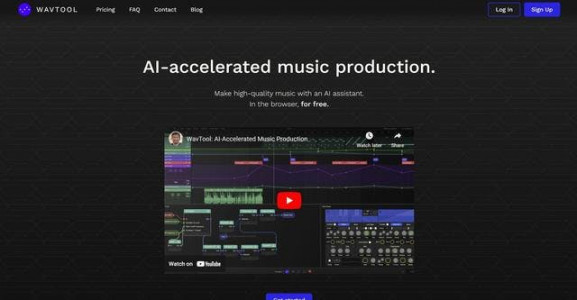 WAVTOOL
Pricing
FAQ
Contact
Blog
Log In
Sign Up
AI-accelerated music production.
Make high-quality music with an AI assistant.
In the browser, for free.
WavTool: AI-Accelerated Music Production
Watch later
Share
Watch on YouTube
Get started